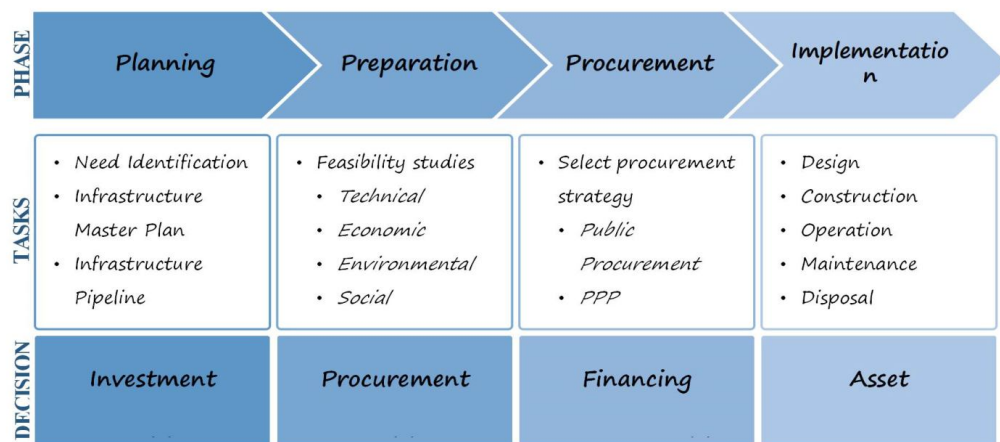 PHASE
Planning
Preparation
Procurement
Implementatio
n
TASKS
• Need Identification
• Infrastructure
Master Plan
• Infrastructure
Pipeline
• Feasibility studies
• Technical
• Economic
• Environmental
• Social
• Select procurement
strategy
• Public
Procurement
• PPP
• Design
• Construction
• Operation
• Maintenance
• Disposal
DECISION
Investment
Procurement
Financing
Asset